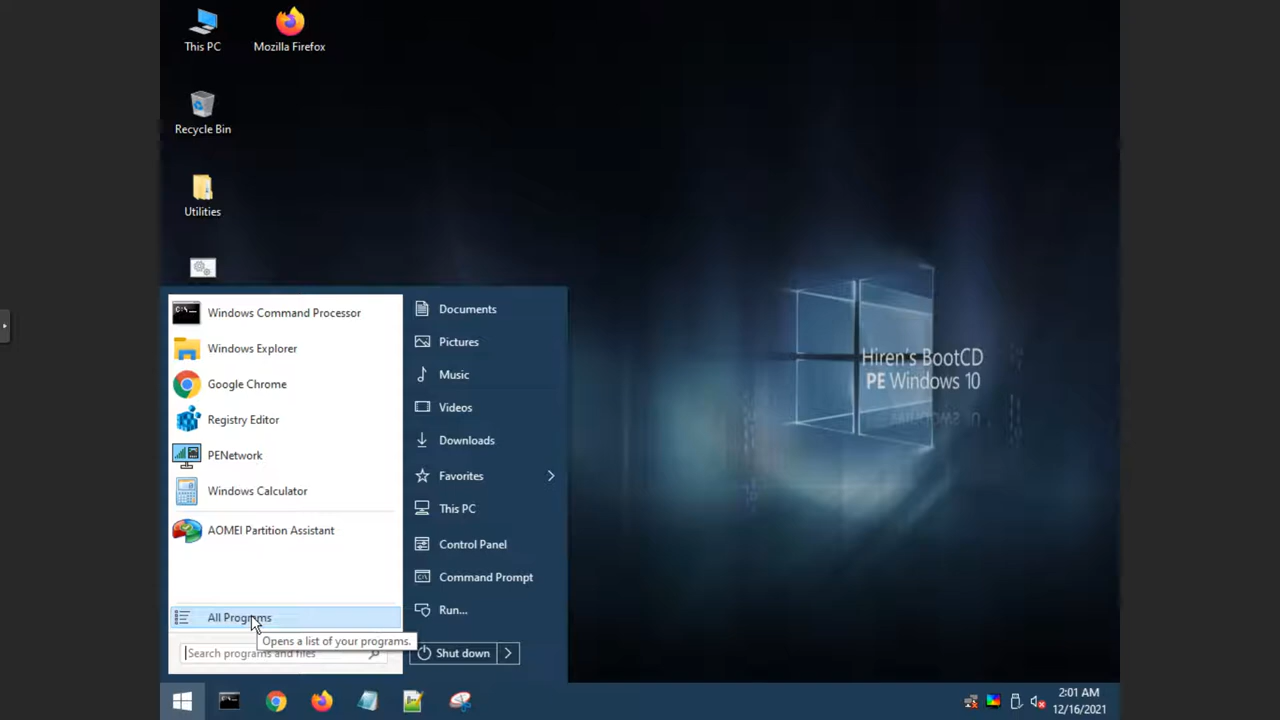 This PC
Mozilla Firefox
Recycle Bin
Utilities
Windows Command Processor
Windows Explorer
Google Chrome
Registry Editor
PENetwork
Windows Calculator
AOMEI Partition Assistant
All Programs
Opens a list of your programs.
Search programs and files
Documents
Pictures
Music
Videos
Downloads
Favorites
This PC
Control Panel
Command Prompt
Run...
Shut down
Hiren's BootCD
PE Windows 10
2:01 AM
12/16/2021